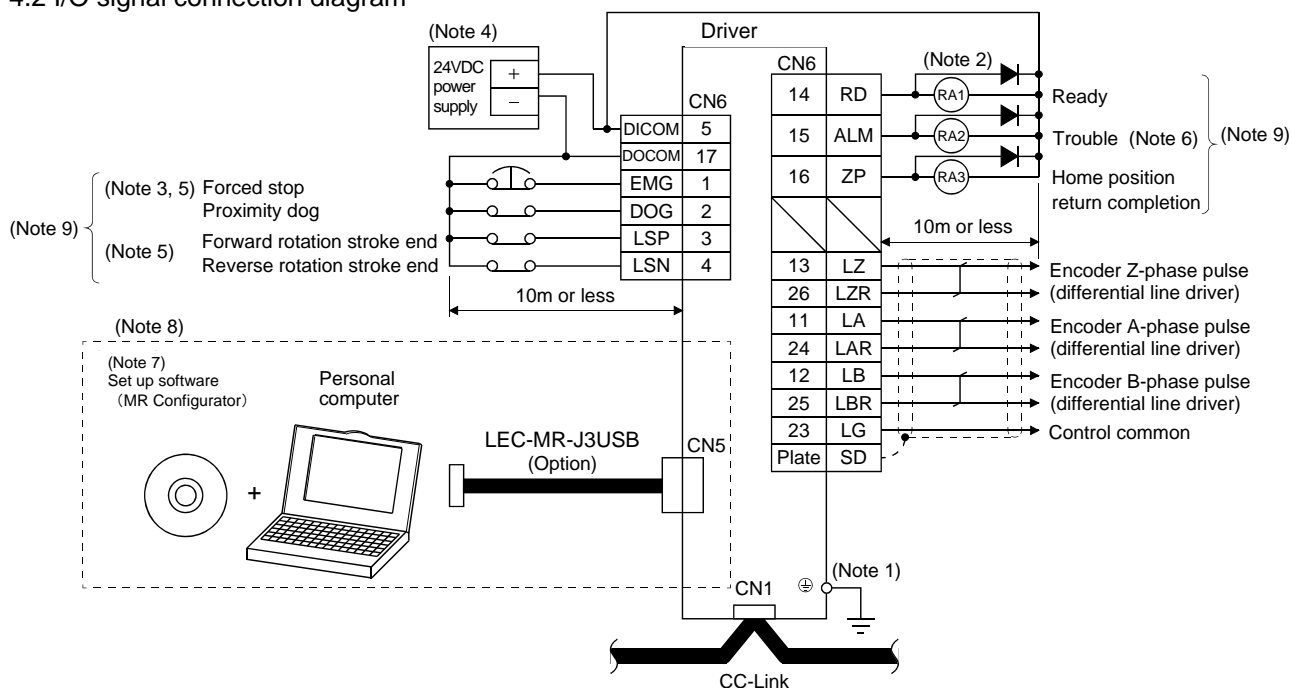 4.2 I/O signal connection diagram
(Note 4)
24VDC
power
supply
+
−
Driver
CN6
DICOM 5
DOCOM 17
EMG 1
DOG 2
LSP 3
LSN 4
(Note 9)
(Note 3, 5) Forced stop
Proximity dog
(Note 5)
Forward rotation stroke end
Reverse rotation stroke end
10m or less
CN6
14 RD
15 ALM
16 ZP
(Note 2)
RA1
RA2
RA3
Ready
Trouble (Note 6)
Home position
return completion
(Note 9)
10m or less
13 LZ
26 LZR
11 LA
24 LAR
12 LB
25 LBR
23 LG
Plate SD
Encoder Z-phase pulse
(differential line driver)
Encoder A-phase pulse
(differential line driver)
Encoder B-phase pulse
(differential line driver)
Control common
(Note 8)
(Note 7)
Set up software
（MR Configurator）
Personal
computer
+
LEC-MR-J3USB
(Option)
CN5
(Note 1)
CN1
CC-Link